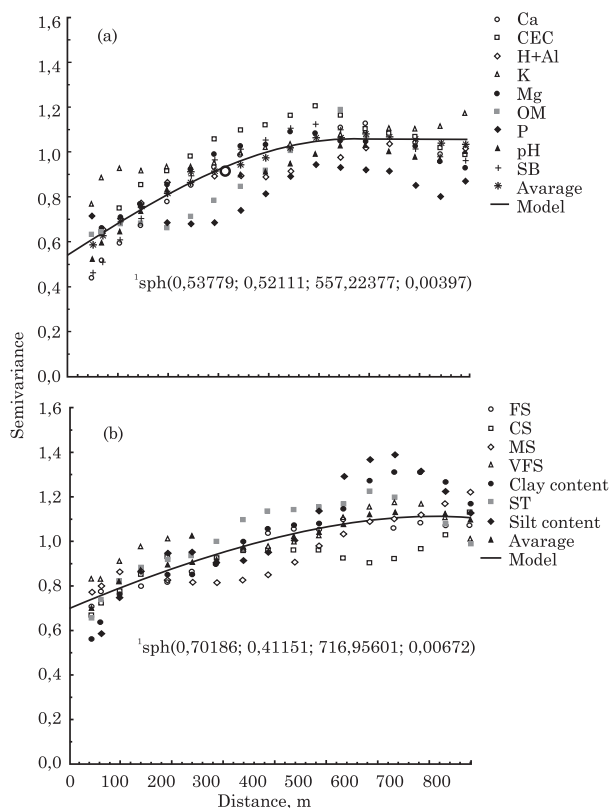 1,6
(a)
1,4
1,2
1,0
0,8
0,6
0,4
0,2
0,0
¹sph(0,53779; 0,52111; 557,22377; 0,00397)
Ca
CEC
H+Al
K
Mg
OM
P
pH
SB
Avarage
Model
Semivariance
1,6
(b)
1,4
1,2
1,0
0,8
0,6
0,4
0,2
0,0
¹sph(0,70186; 0,41151; 716,95601; 0,00672)
FS
CS
MS
VFS
Clay content
ST
Silt content
Avarage
Model
0 100 200 300 400 500 600 700 800
Distance, m